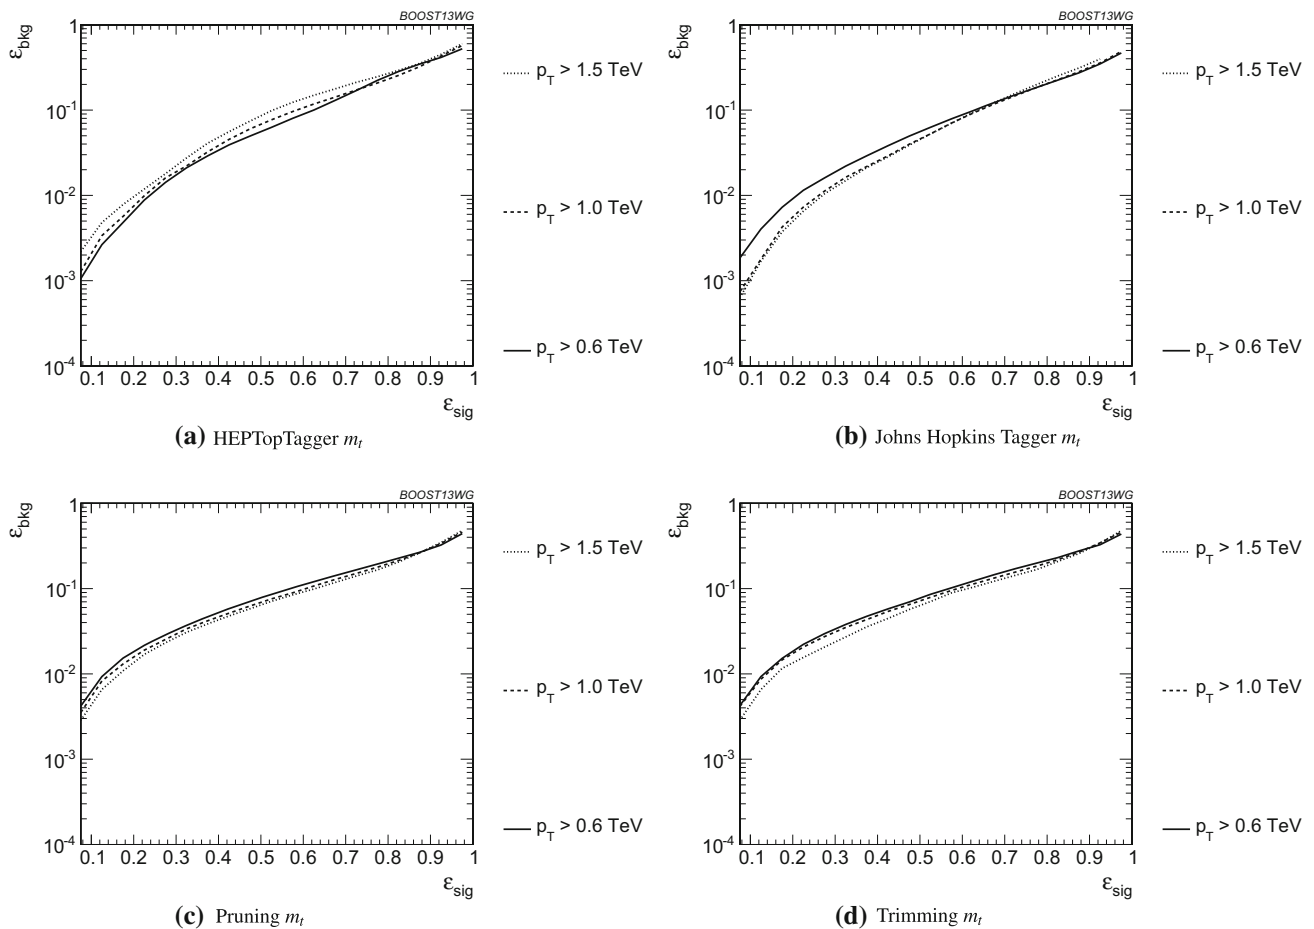 BOOST13WG
ε_bkg
1
10^-1
10^-2
10^-3
10^-4
0.1 0.2 0.3 0.4 0.5 0.6 0.7 0.8 0.9 1
ε_sig
p_T > 1.5 TeV
p_T > 1.0 TeV
p_T > 0.6 TeV
(a) HEPTopTagger m_t
BOOST13WG
ε_bkg
1
10^-1
10^-2
10^-3
10^-4
0.1 0.2 0.3 0.4 0.5 0.6 0.7 0.8 0.9 1
ε_sig
p_T > 1.5 TeV
p_T > 1.0 TeV
p_T > 0.6 TeV
(b) Johns Hopkins Tagger m_t
BOOST13WG
ε_bkg
1
10^-1
10^-2
10^-3
10^-4
0.1 0.2 0.3 0.4 0.5 0.6 0.7 0.8 0.9 1
ε_sig
p_T > 1.5 TeV
p_T > 1.0 TeV
p_T > 0.6 TeV
(c) Pruning m_t
BOOST13WG
ε_bkg
1
10^-1
10^-2
10^-3
10^-4
0.1 0.2 0.3 0.4 0.5 0.6 0.7 0.8 0.9 1
ε_sig
p_T > 1.5 TeV
p_T > 1.0 TeV
p_T > 0.6 TeV
(d) Trimming m_t